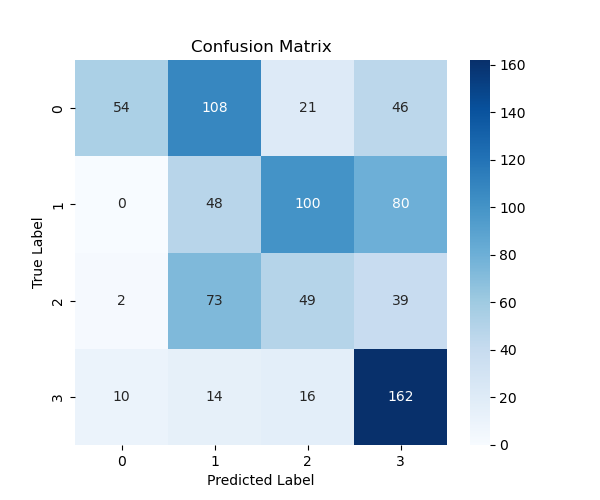 Confusion Matrix
0 54 108 21 46
1 0 48 100 80
2 2 73 49 39
3 10 14 16 162
0 1 2 3
Predicted Label
True Label
160
140
120
100
80
60
40
20
0